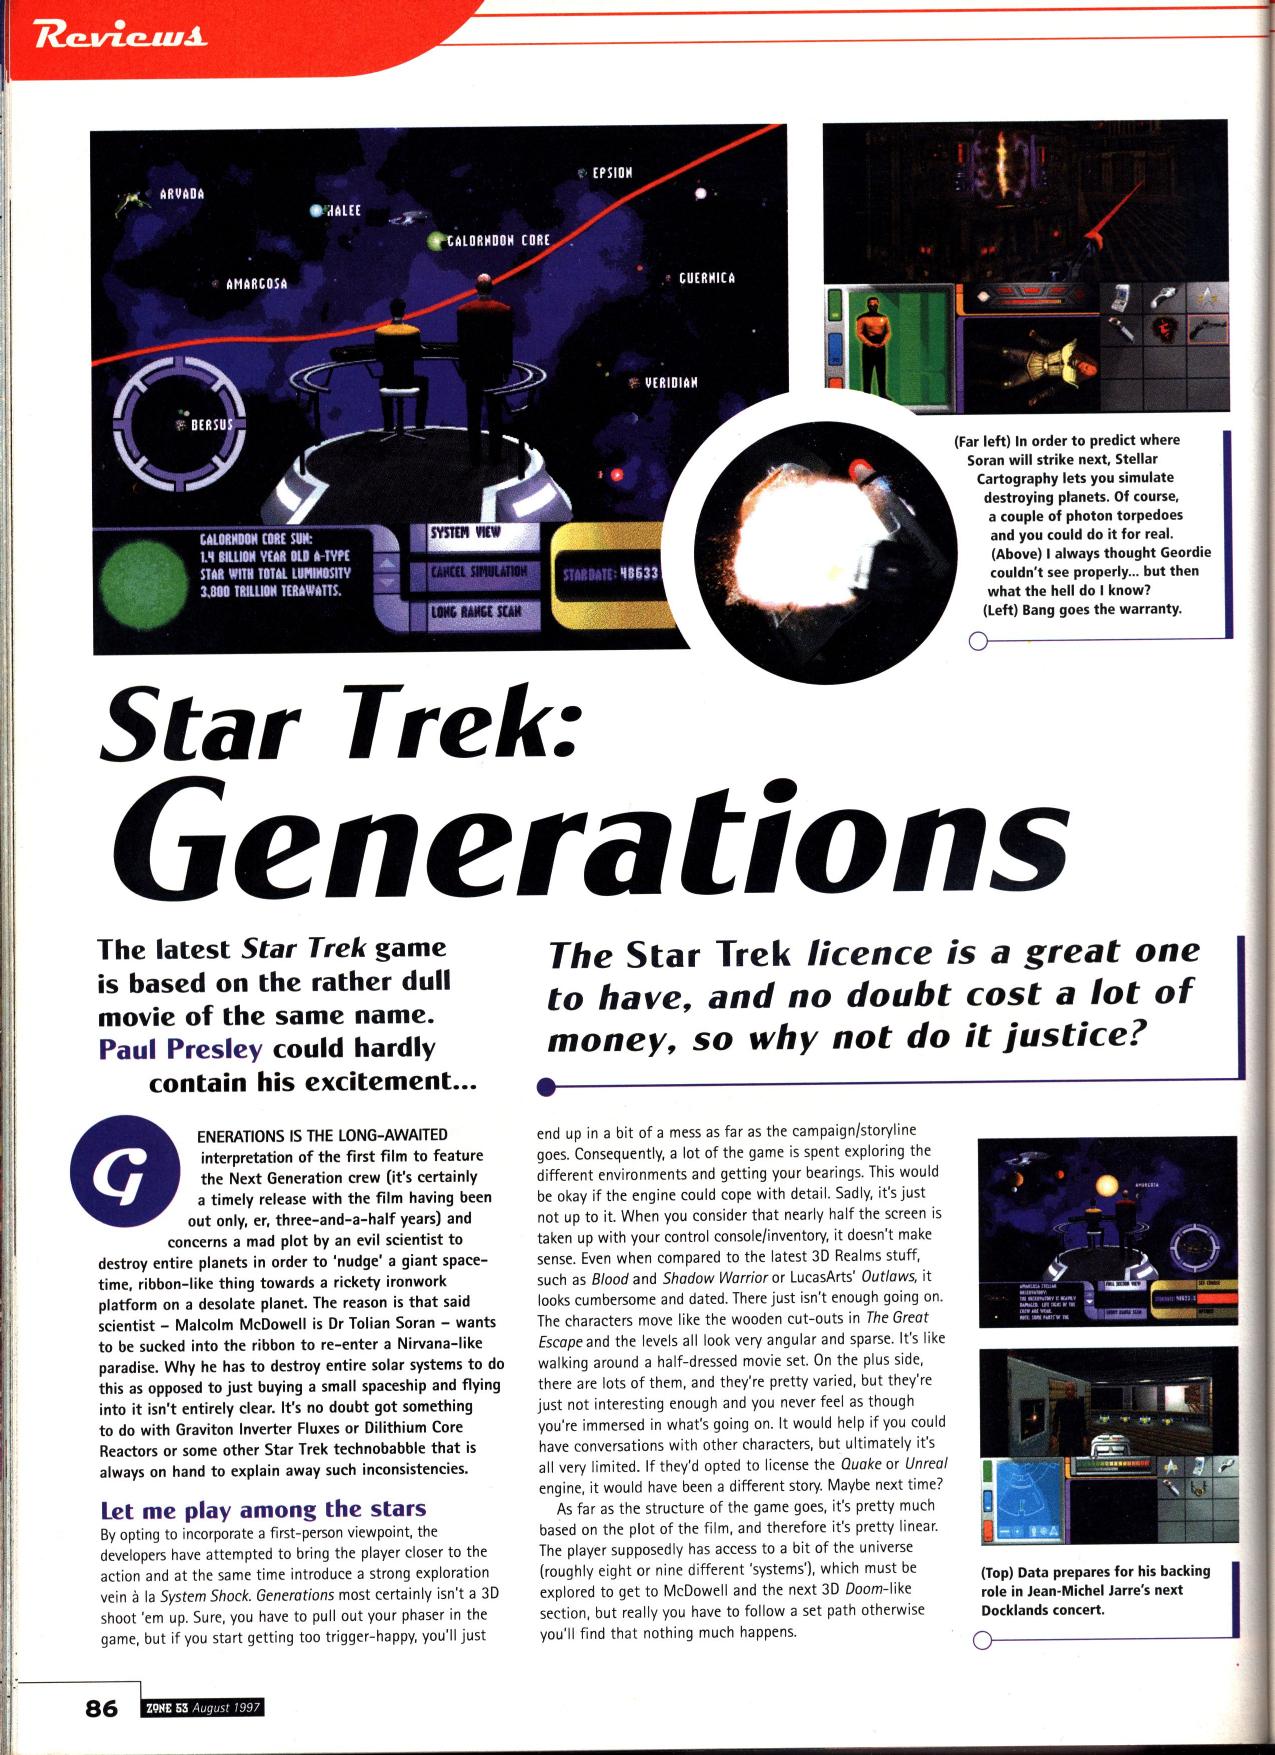 Reviews
ARVADA
HALEE
EPSION
GALORNDON CORE
AMARGOSA
GUERNICA
VERIDIAN
BERSUS
GALORNDON CORE SUN:
1.4 BILLION YEAR OLD A-TYPE
STAR WITH TOTAL LUMINOSITY
3,800 TRILLION TERAWATTS.
SYSTEM VIEW
CANCEL SIMULATION
LONG RANGE SCAN
STARDATE: 48633
(Far left) In order to predict where
Soran will strike next, Stellar
Cartography lets you simulate
destroying planets. Of course,
a couple of photon torpedoes
and you could do it for real.
(Above) I always thought Geordie
couldn't see properly... but then
what the hell do I know?
(Left) Bang goes the warranty.
Star Trek:
Generations
The latest Star Trek game
is based on the rather dull
movie of the same name.
Paul Presley could hardly
contain his excitement...
The Star Trek licence is a great one
to have, and no doubt cost a lot of
money, so why not do it justice?
GENERATIONS IS THE LONG-AWAITED
interpretation of the first film to feature
the Next Generation crew (it's certainly
a timely release with the film having been
out only, er, three-and-a-half years) and
concerns a mad plot by an evil scientist to
destroy entire planets in order to 'nudge' a giant space-
time, ribbon-like thing towards a rickety ironwork
platform on a desolate planet. The reason is that said
scientist – Malcolm McDowell is Dr Tolian Soran – wants
to be sucked into the ribbon to re-enter a Nirvana-like
paradise. Why he has to destroy entire solar systems to do
this as opposed to just buying a small spaceship and flying
into it isn't entirely clear. It's no doubt got something
to do with Graviton Inverter Fluxes or Dilithium Core
Reactors or some other Star Trek technobabble that is
always on hand to explain away such inconsistencies.
Let me play among the stars
By opting to incorporate a first-person viewpoint, the
developers have attempted to bring the player closer to the
action and at the same time introduce a strong exploration
vein à la System Shock. Generations most certainly isn't a 3D
shoot 'em up. Sure, you have to pull out your phaser in the
game, but if you start getting too trigger-happy, you'll just
end up in a bit of a mess as far as the campaign/storyline
goes. Consequently, a lot of the game is spent exploring the
different environments and getting your bearings. This would
be okay if the engine could cope with detail. Sadly, it's just
not up to it. When you consider that nearly half the screen is
taken up with your control console/inventory, it doesn't make
sense. Even when compared to the latest 3D Realms stuff,
such as Blood and Shadow Warrior or LucasArts' Outlaws, it
looks cumbersome and dated. There just isn't enough going on.
The characters move like the wooden cut-outs in The Great
Escape and the levels all look very angular and sparse. It's like
walking around a half-dressed movie set. On the plus side,
there are lots of them, and they're pretty varied, but they're
just not interesting enough and you never feel as though
you're immersed in what's going on. It would help if you could
have conversations with other characters, but ultimately it's
all very limited. If they'd opted to license the Quake or Unreal
engine, it would have been a different story. Maybe next time?
As far as the structure of the game goes, it's pretty much
based on the plot of the film, and therefore it's pretty linear.
The player supposedly has access to a bit of the universe
(roughly eight or nine different 'systems'), which must be
explored to get to McDowell and the next 3D Doom-like
section, but really you have to follow a set path otherwise
you'll find that nothing much happens.
AMARGOSA
AMARGOSA STELLAR
OBSERVATORY:
LONG RANGE SCAN
(Top) Data prepares for his backing
role in Jean-Michel Jarre's next
Docklands concert.
86
ZONE 53 August 1997